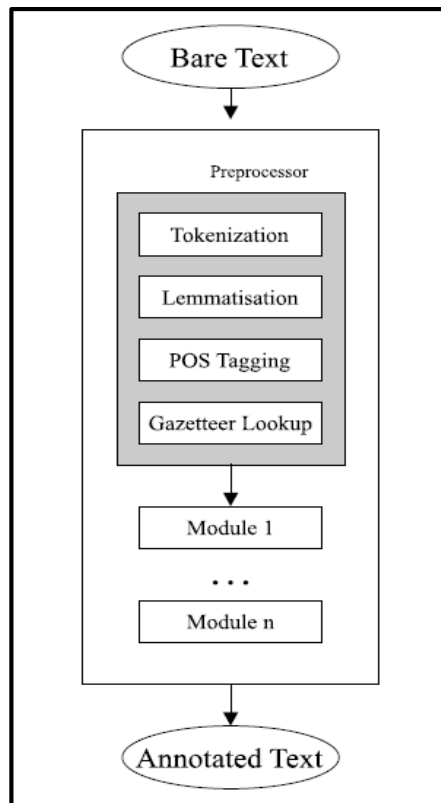 Bare Text
Preprocessor
Tokenization
Lemmatisation
POS Tagging
Gazetteer Lookup
Module 1
...
Module n
Annotated Text